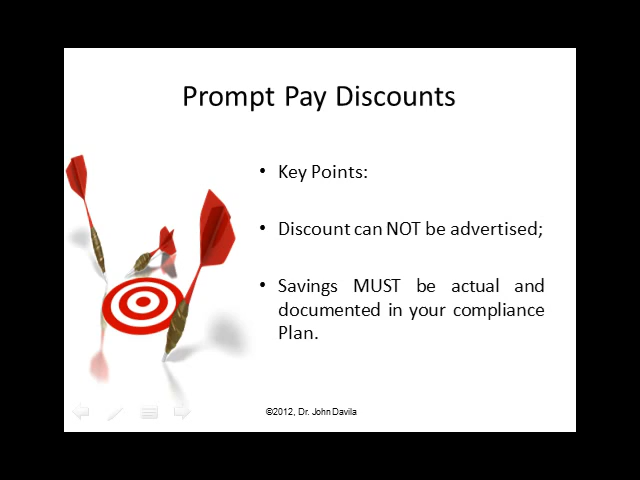 Prompt Pay Discounts
• Key Points:
• Discount can NOT be advertised;
• Savings MUST be actual and
documented in your compliance
Plan.
©2012, Dr. John Davila